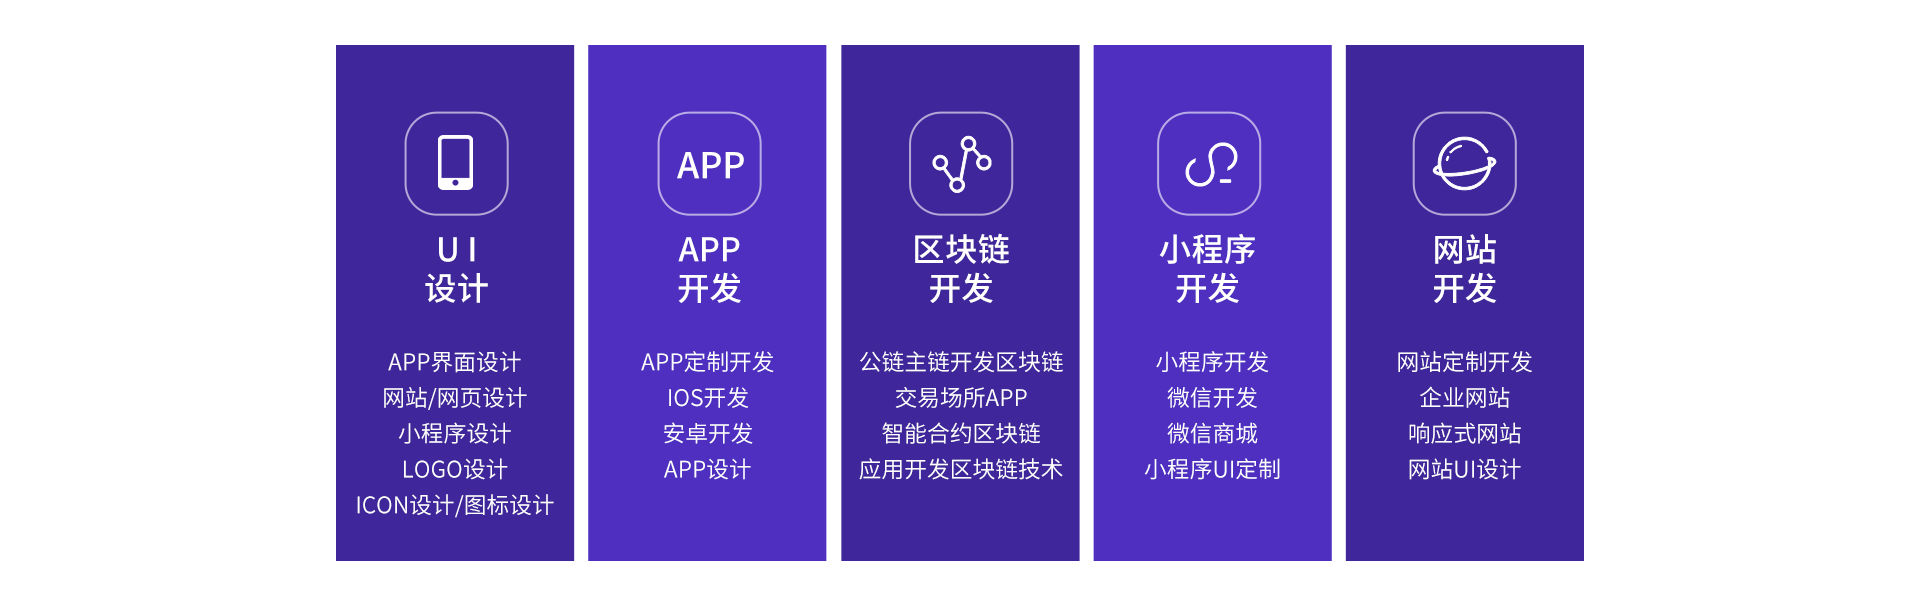 UI
设计
APP界面设计
网站/网页设计
小程序设计
LOGO设计
ICON设计/图标设计
APP
APP
开发
APP定制开发
IOS开发
安卓开发
APP设计
区块链
开发
公链主链开发区块链
交易场所APP
智能合约区块链
应用开发区块链技术
小程序
开发
小程序开发
微信开发
微信商城
小程序UI定制
网站
开发
网站定制开发
企业网站
响应式网站
网站UI设计